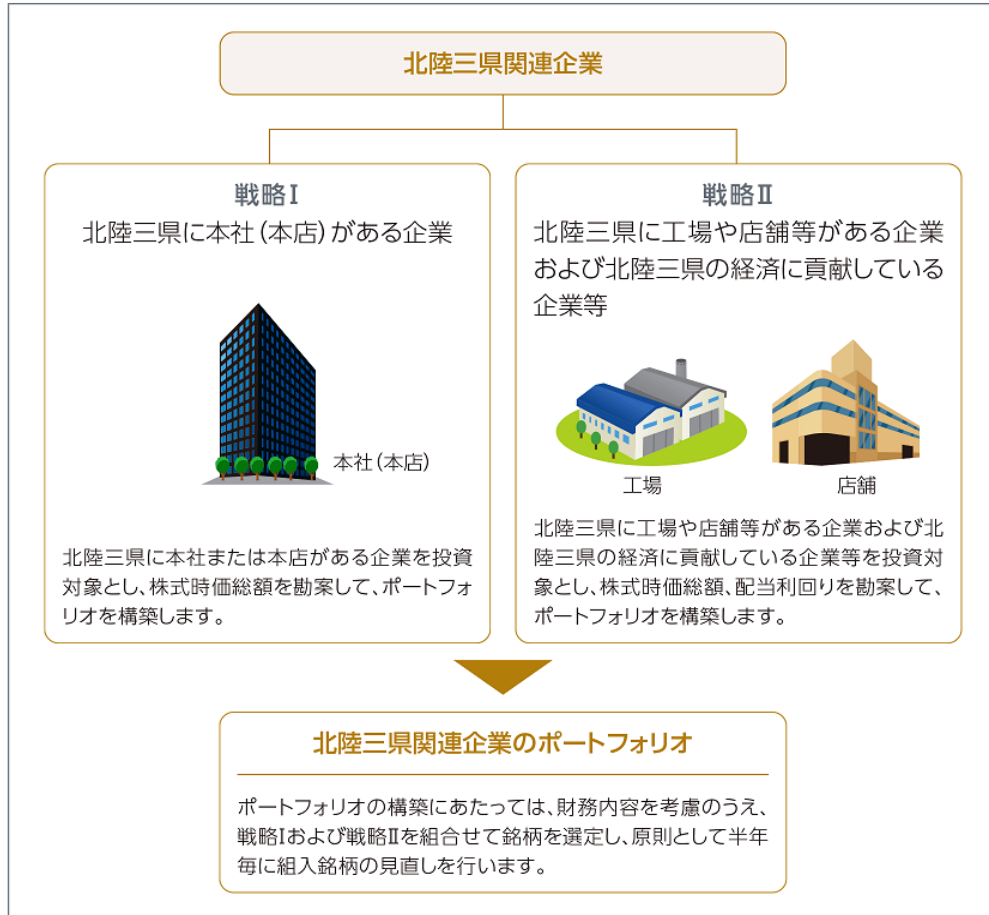 北陸三県関連企業
戦略Ⅰ
北陸三県に本社（本店）がある企業
本社（本店）
北陸三県に本社または本店がある企業を投資
対象とし、株式時価総額を勘案して、ポートフォ
リオを構築します。
戦略Ⅱ
北陸三県に工場や店舗等がある企業
および北陸三県の経済に貢献している
企業等
工場
店舗
北陸三県に工場や店舗等がある企業および北
陸三県の経済に貢献している企業等を投資対
象とし、株式時価総額、配当利回りを勘案して、
ポートフォリオを構築します。
北陸三県関連企業のポートフォリオ
ポートフォリオの構築にあたっては、財務内容を考慮のうえ、
戦略Ⅰおよび戦略Ⅱを組合せて銘柄を選定し、原則として半年
毎に組入銘柄の見直しを行います。